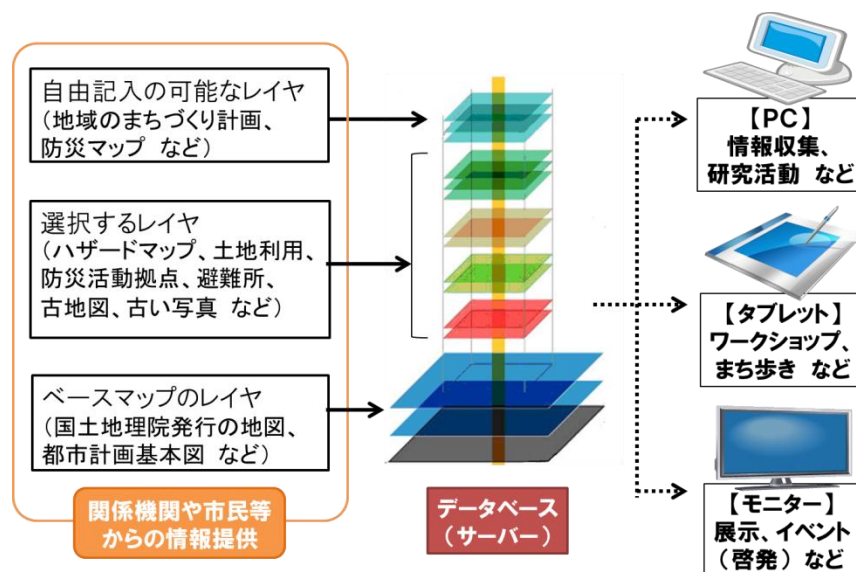 自由記入の可能なレイヤ
（地域のまちづくり計画、
防災マップ など）
選択するレイヤ
（ハザードマップ、土地利用、
防災活動拠点、避難所、
古地図、古い写真 など）
ベースマップのレイヤ
（国土地理院発行の地図、
都市計画基本図 など）
関係機関や市民等
からの情報提供
データベース
（サーバー）
【PC】
情報収集、
研究活動 など
【タブレット】
ワークショップ、
まち歩き など
【モニター】
展示、イベント
（啓発） など